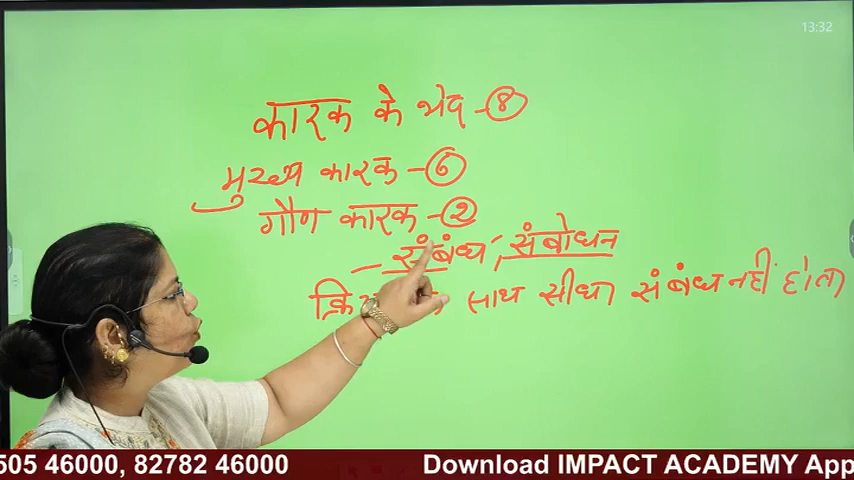 13:32
कारक के भेद - 8
मुख्य कारक - 6
गौण कारक - 2
संबंध, संबोधन
साथ सीधा संबंध नहीं होता
505 46000, 82782 46000 Download IMPACT ACADEMY App